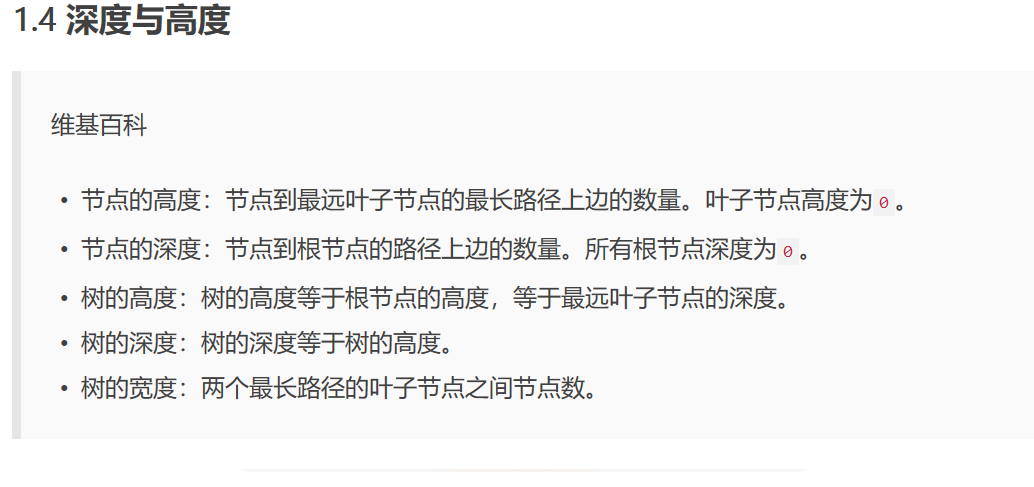 1.4 深度与高度
维基百科
• 节点的高度：节点到最远叶子节点的最长路径上边的数量。叶子节点高度为0。
• 节点的深度：节点到根节点的路径上边的数量。所有根节点深度为0。
• 树的高度：树的高度等于根节点的高度，等于最远叶子节点的深度。
• 树的深度：树的深度等于树的高度。
• 树的宽度：两个最长路径的叶子节点之间节点数。